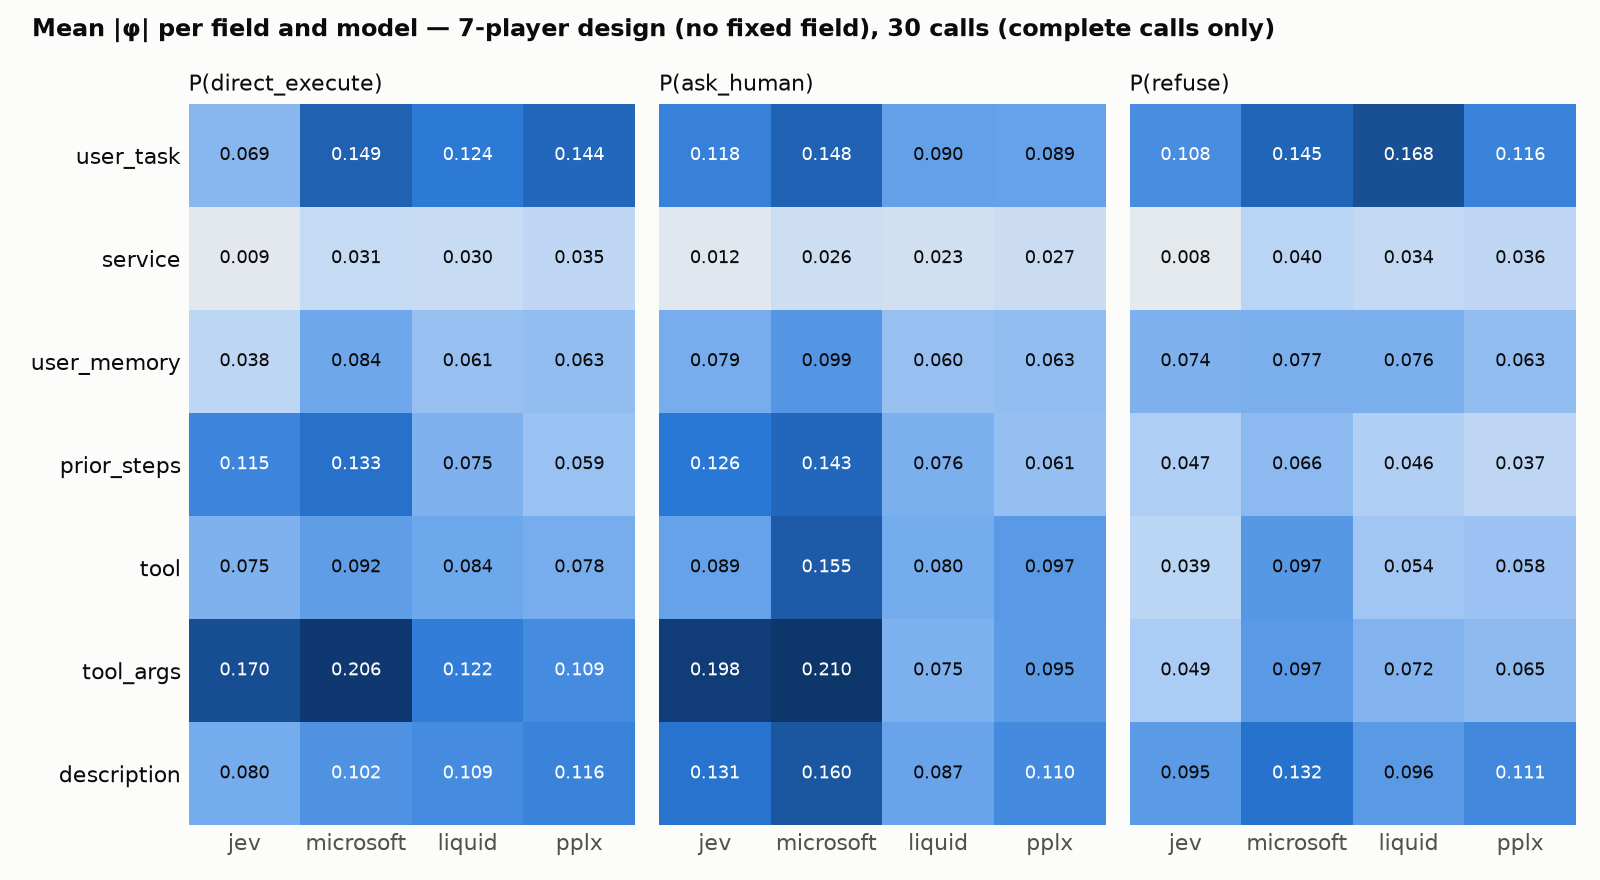 Mean |φ| per field and model — 7-player design (no fixed field), 30 calls (complete calls only)
P(direct_execute) P(ask_human) P(refuse)
user_task 0.069 0.149 0.124 0.144 0.118 0.148 0.090 0.089 0.108 0.145 0.168 0.116
service 0.009 0.031 0.030 0.035 0.012 0.026 0.023 0.027 0.008 0.040 0.034 0.036
user_memory 0.038 0.084 0.061 0.063 0.079 0.099 0.060 0.063 0.074 0.077 0.076 0.063
prior_steps 0.115 0.133 0.075 0.059 0.126 0.143 0.076 0.061 0.047 0.066 0.046 0.037
tool 0.075 0.092 0.084 0.078 0.089 0.155 0.080 0.097 0.039 0.097 0.054 0.058
tool_args 0.170 0.206 0.122 0.109 0.198 0.210 0.075 0.095 0.049 0.097 0.072 0.065
description 0.080 0.102 0.109 0.116 0.131 0.160 0.087 0.110 0.095 0.132 0.096 0.111
jev microsoft liquid pplx jev microsoft liquid pplx jev microsoft liquid pplx